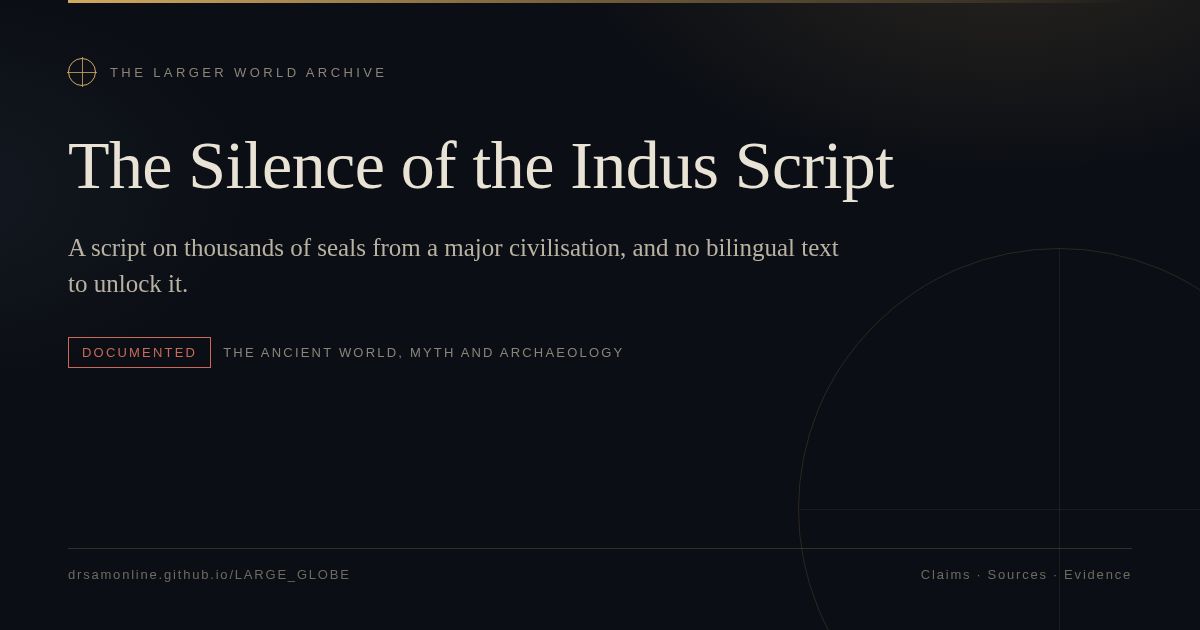 THE LARGER WORLD ARCHIVE
The Silence of the Indus Script
A script on thousands of seals from a major civilisation, and no bilingual text
to unlock it.
DOCUMENTED THE ANCIENT WORLD, MYTH AND ARCHAEOLOGY
drsamonline.github.io/LARGE_GLOBE Claims · Sources · Evidence